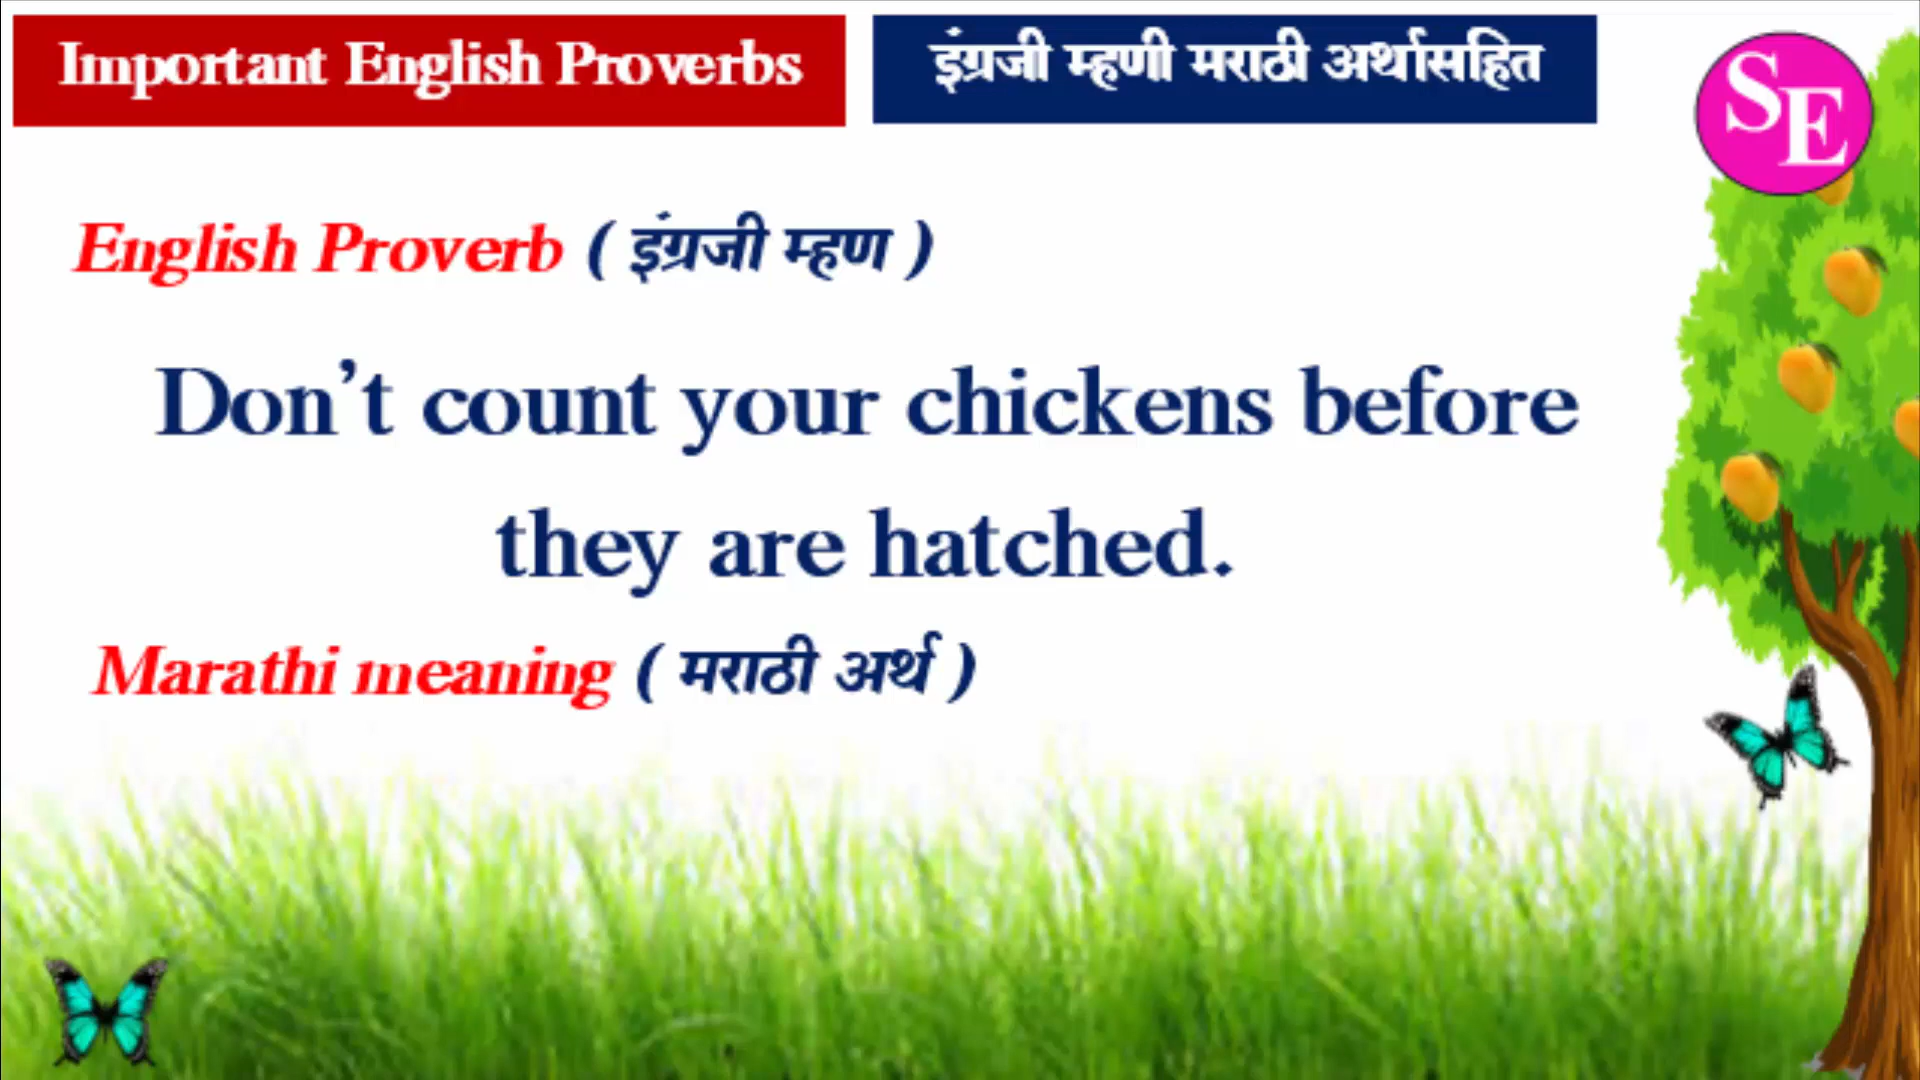 Important English Proverbs
इंग्रजी म्हणी मराठी अर्थासहित
SE
English Proverb ( इंग्रजी म्हण )
Don’t count your chickens before
they are hatched.
Marathi meaning ( मराठी अर्थ )